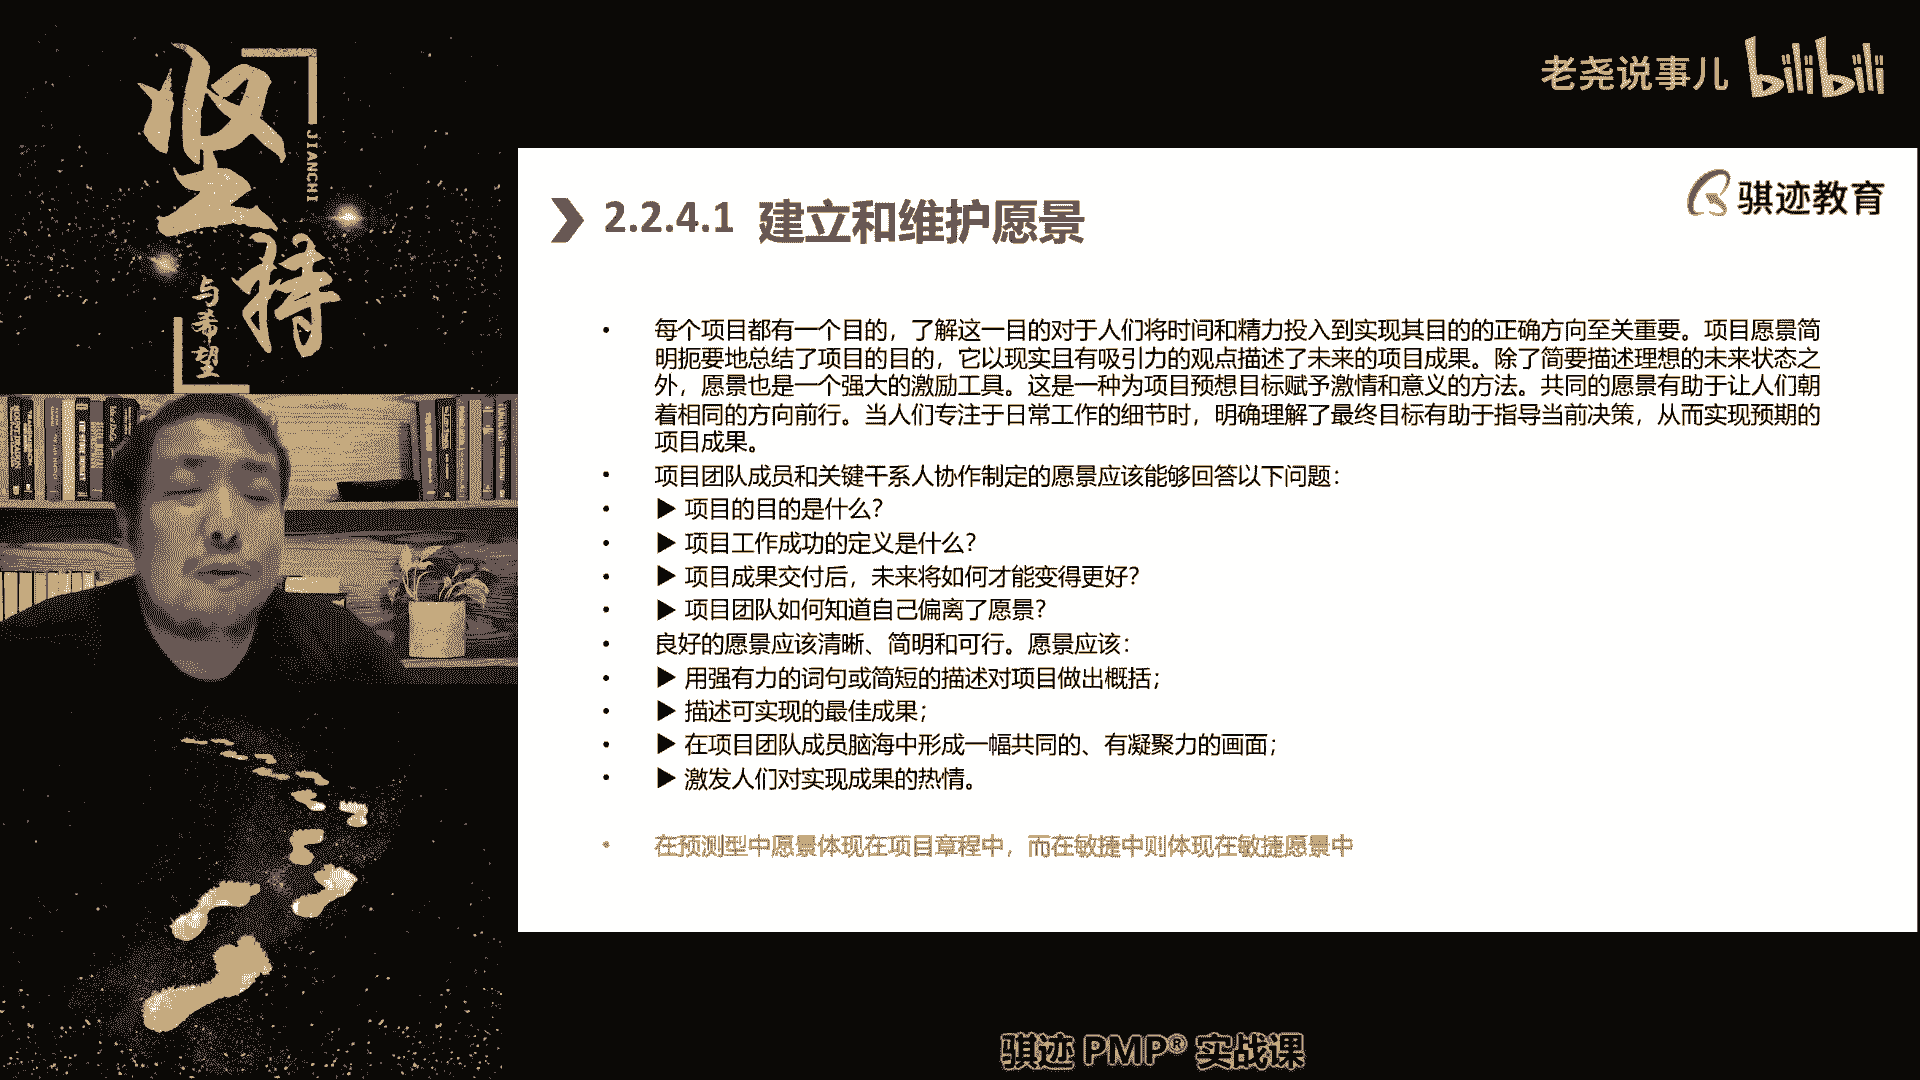 坚持
JIANCHI
与希望
老尧说事儿 bilibili
骐迹教育
2.2.4.1 建立和维护愿景
• 每个项目都有一个目的，了解这一目的对于人们将时间和精力投入到实现其目的的正确方向至关重要。项目愿景简
明扼要地总结了项目的目的，它以现实且有吸引力的观点描述了未来的项目成果。除了简要描述理想的未来状态之
外，愿景也是一个强大的激励工具。这是一种为项目预想目标赋予激情和意义的方法。共同的愿景有助于让人们朝
着相同的方向前行。当人们专注于日常工作的细节时，明确理解了最终目标有助于指导当前决策，从而实现预期的
项目成果。
• 项目团队成员和关键干系人协作制定的愿景应该能够回答以下问题：
• ▶ 项目的目的是什么？
• ▶ 项目工作成功的定义是什么？
• ▶ 项目成果交付后，未来将如何才能变得更好？
• ▶ 项目团队如何知道自己偏离了愿景？
• 良好的愿景应该清晰、简明和可行。愿景应该：
• ▶ 用强有力的词句或简短的描述对项目做出概括；
• ▶ 描述可实现的最佳成果；
• ▶ 在项目团队成员脑海中形成一幅共同的、有凝聚力的画面；
• ▶ 激发人们对实现成果的热情。
• 在预测型中愿景体现在项目章程中，而在敏捷中则体现在敏捷愿景中
骐迹 PMP® 实战课